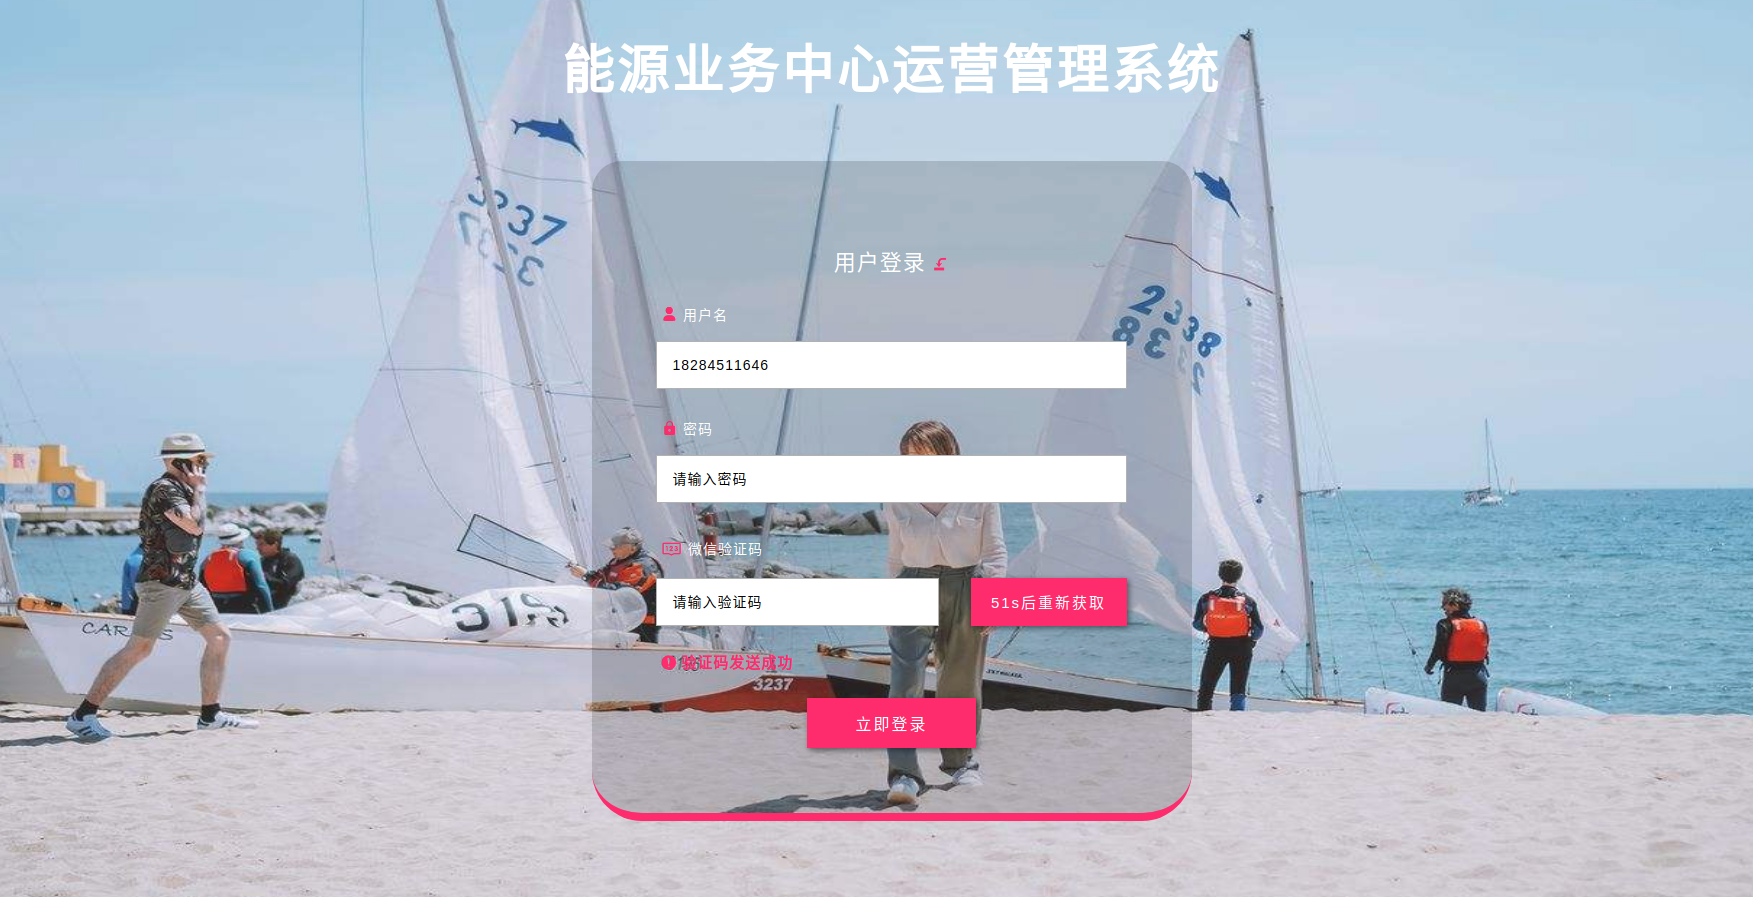 能源业务中心运营管理系统
3237
2338
用户登录
用户名
18284511646
密码
请输入密码
微信验证码
请输入验证码
51s后重新获取
验证码发送成功
3237
立即登录